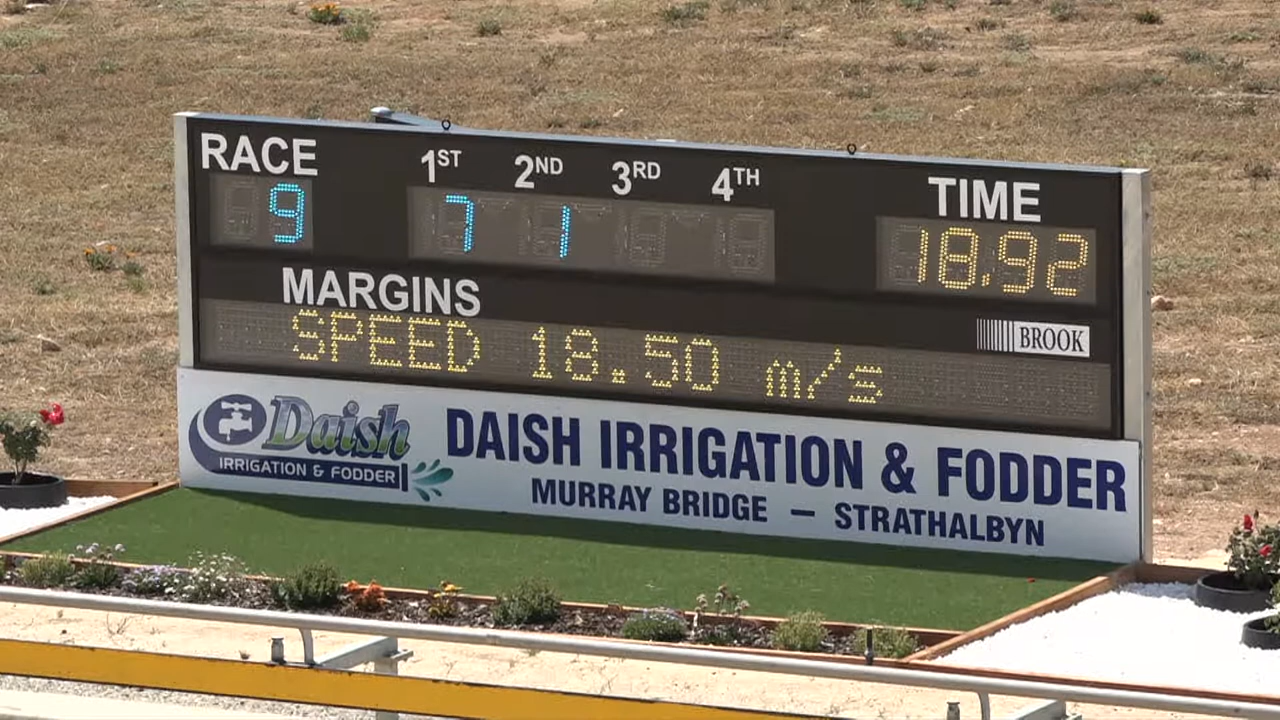 RACE 1ST 2ND 3RD 4TH TIME
9 7 1 18.92
MARGINS
BROOK
SPEED 18.50 m/s
Daish
IRRIGATION & FODDER
DAISH IRRIGATION & FODDER
MURRAY BRIDGE – STRATHALBYN